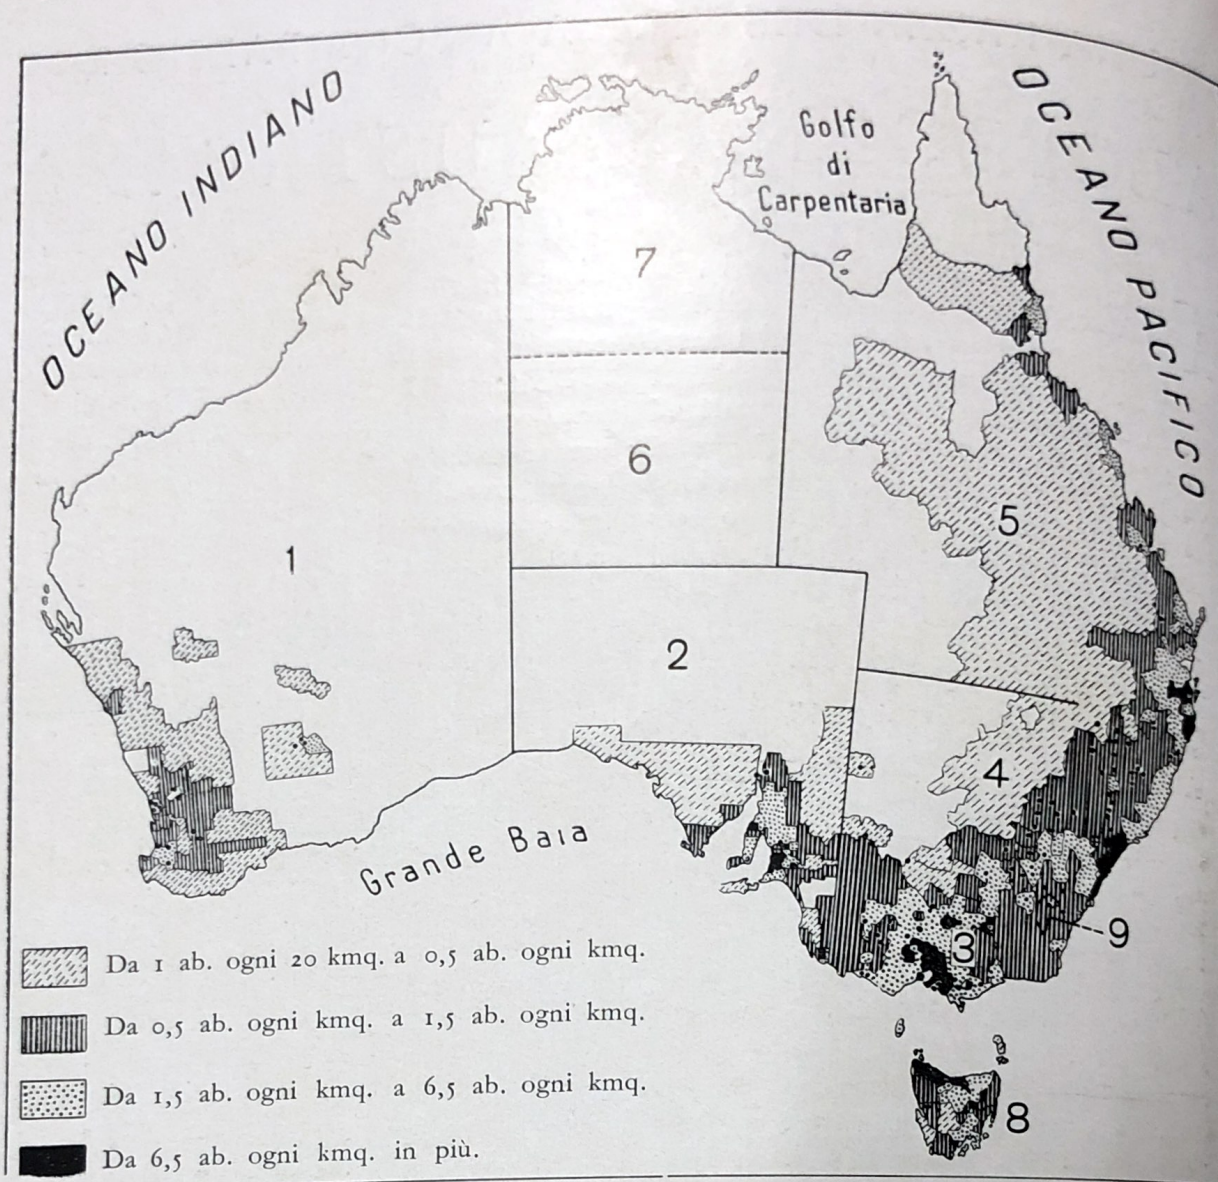 OCEANO INDIANO
OCEANO PACIFICO
Golfo
di
Carpentaria
7
6
5
1
2
4
Grande Baia
9
3
8
Da 1 ab. ogni 20 kmq. a 0,5 ab. ogni kmq.
Da 0,5 ab. ogni kmq. a 1,5 ab. ogni kmq.
Da 1,5 ab. ogni kmq. a 6,5 ab. ogni kmq.
Da 6,5 ab. ogni kmq. in più.